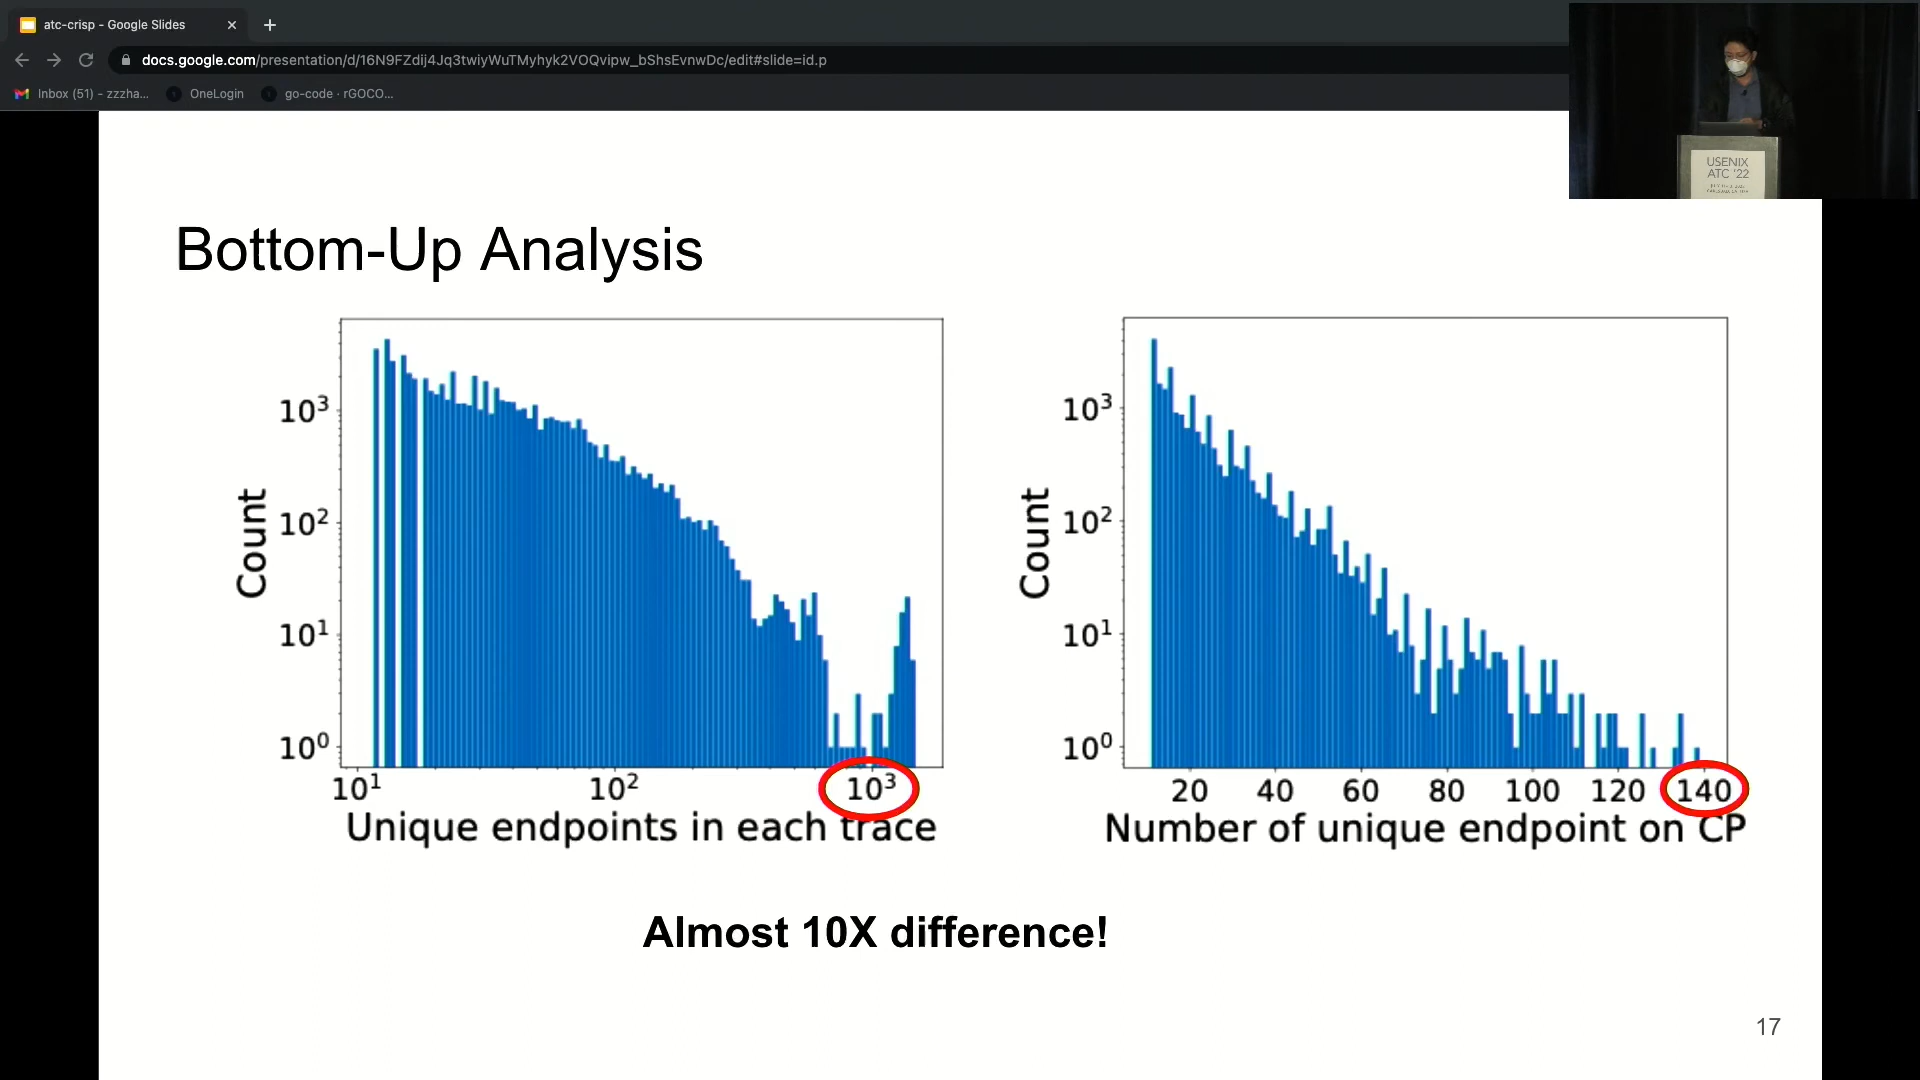 atc-crisp - Google Slides
docs.google.com/presentation/d/16N9FZdij4Jq3twiyWuTMyhyk2VOQvipw_bShsEvnwDc/edit#slide=id.p
Inbox (51) - zzzha... OneLogin go-code · rGOCO...
USENIX
ATC '22
Bottom-Up Analysis
Count
10³
10²
10¹
10⁰
10¹ 10² 10³
Unique endpoints in each trace
Count
10³
10²
10¹
10⁰
20 40 60 80 100 120 140
Number of unique endpoint on CP
Almost 10X difference!
17